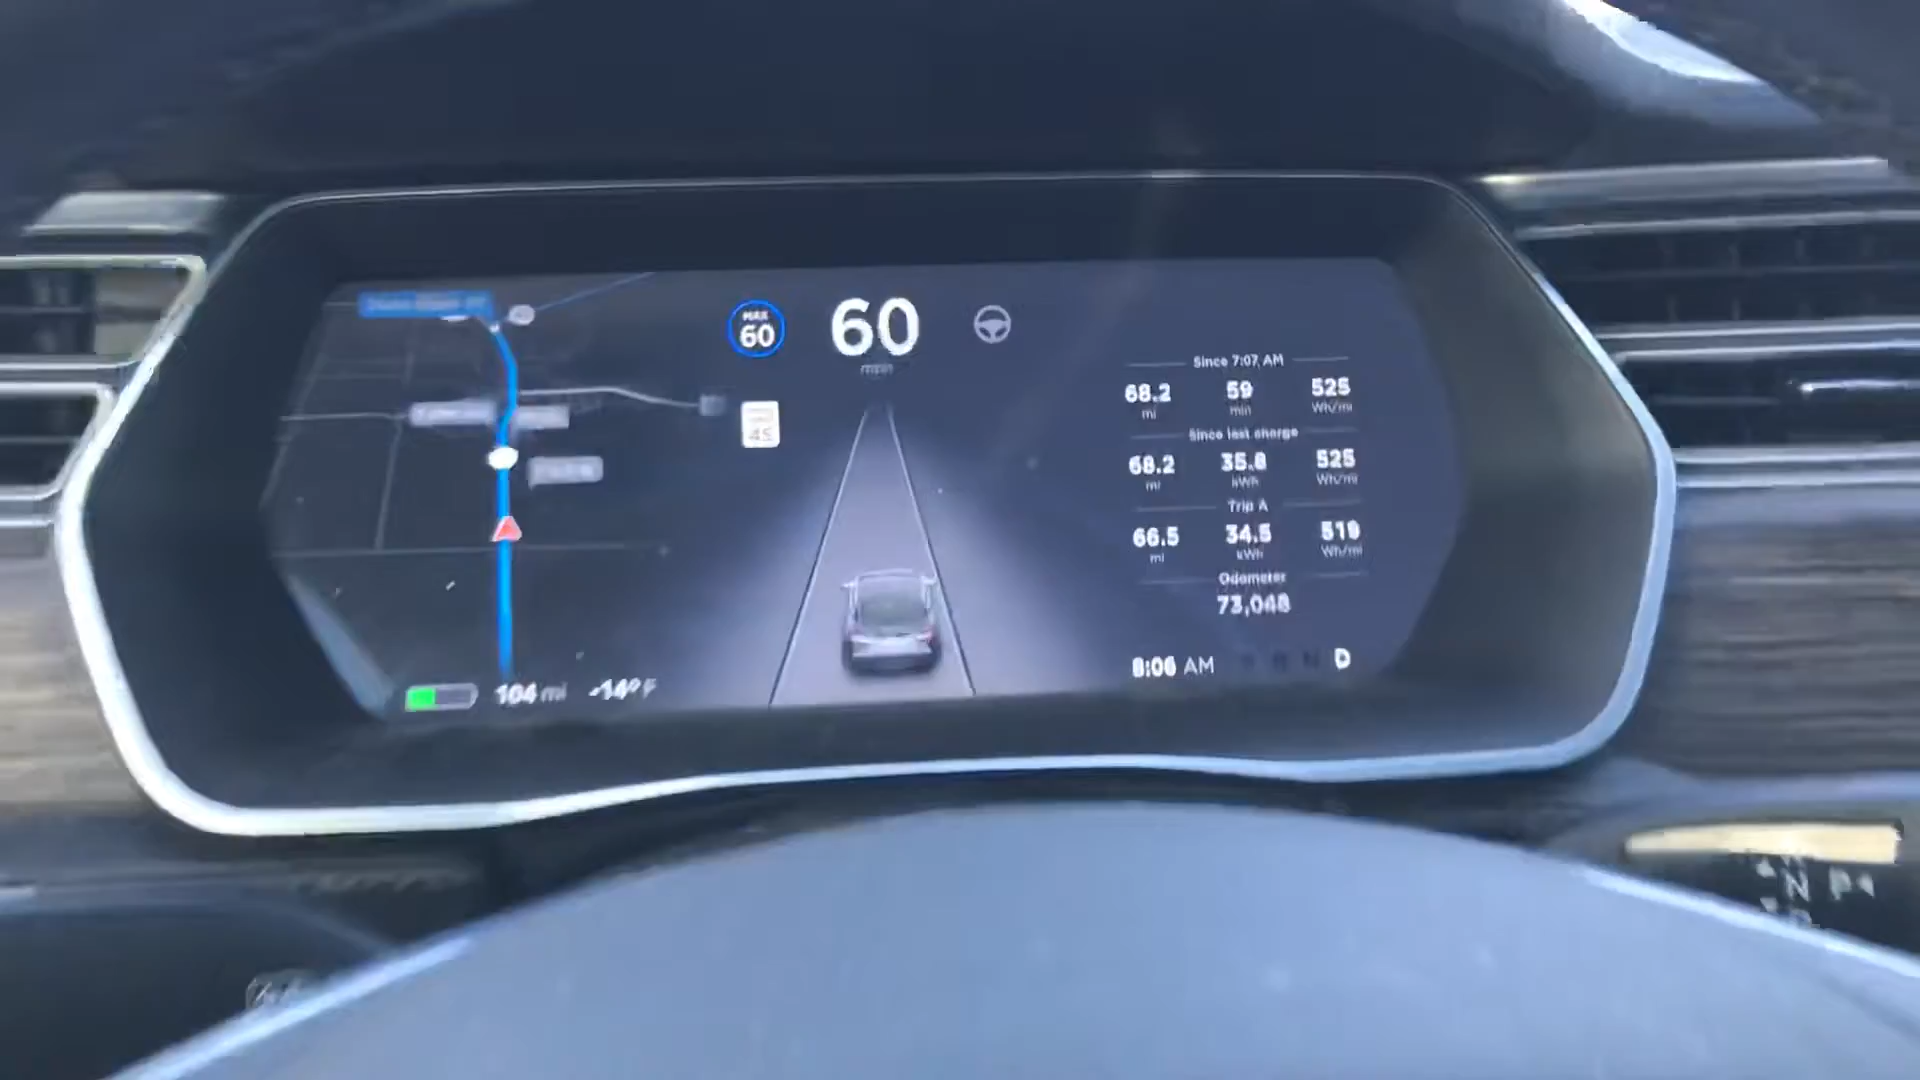 MAX
60
60
mph
45
Since 7:07 AM
68.2 59 525
mi min Wh/mi
Since last charge
68.2 35.8 525
mi kWh Wh/mi
Trip A
66.5 34.5 519
mi kWh Wh/mi
Odometer
73,048
8:06 AM D
104 mi -14°F
N P